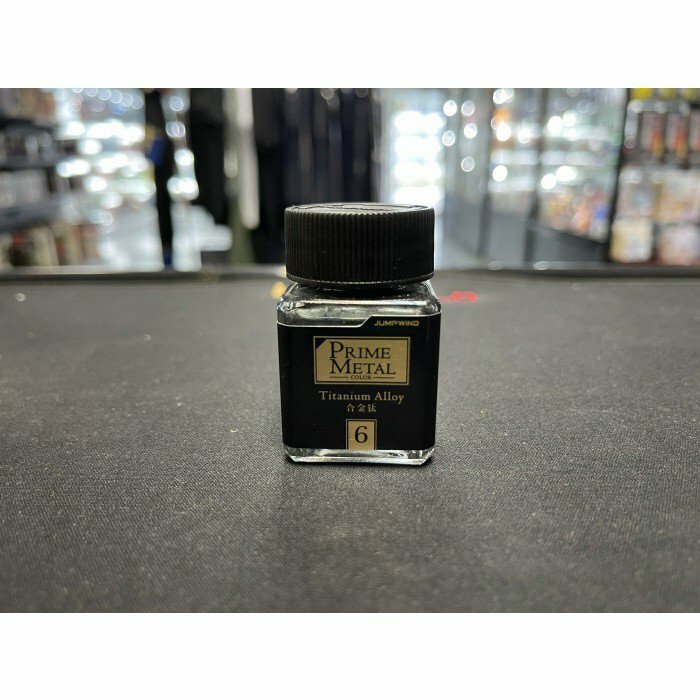 JUMPWIND
PRIME
METAL
COLOR
Titanium Alloy
合金鈦
6